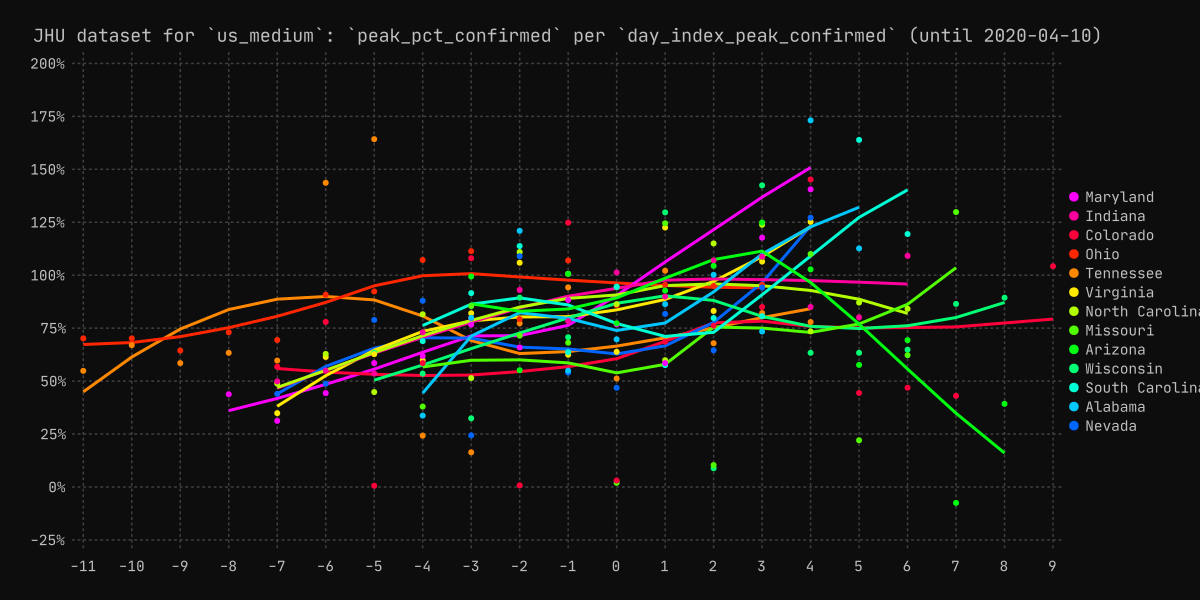 JHU dataset for `us_medium`: `peak_pct_confirmed` per `day_index_peak_confirmed` (until 2020-04-10)
200%
175%
150%
125%
100%
75%
50%
25%
0%
-25%
-11 -10 -9 -8 -7 -6 -5 -4 -3 -2 -1 0 1 2 3 4 5 6 7 8 9
Maryland
Indiana
Colorado
Ohio
Tennessee
Virginia
North Carolina
Missouri
Arizona
Wisconsin
South Carolina
Alabama
Nevada